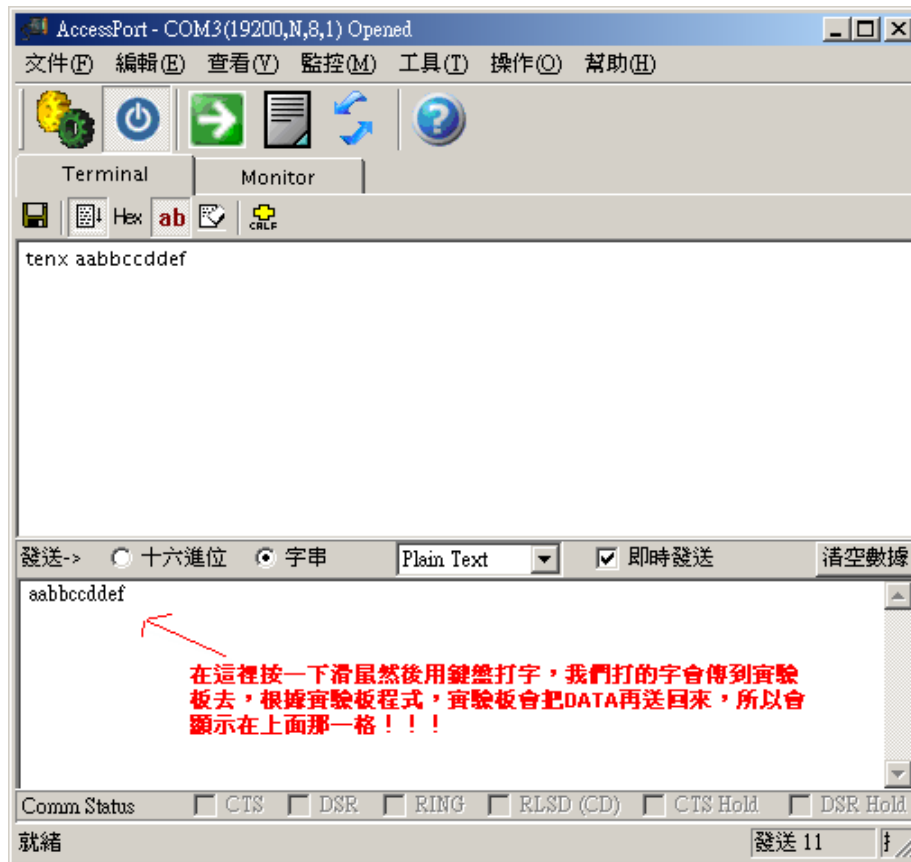 AccessPort - COM3(19200,N,8,1) Opened
文件(F) 編輯(E) 查看(V) 監控(M) 工具(T) 操作(O) 幫助(H)
Terminal Monitor
Hex ab CRLF
tenx aabbccddef
發送-> 十六進位 字串 Plain Text 即時發送 清空數據
aabbccddef
在這裡按一下滑鼠然後用鍵盤打字，我們打的字會傳到實驗
板去，根據實驗板程式，實驗板會把DATA再送回來，所以會
顯示在上面那一格！！！
Comm Status CTS DSR RING RLSD (CD) CTS Hold DSR Hold
就緒 發送 11